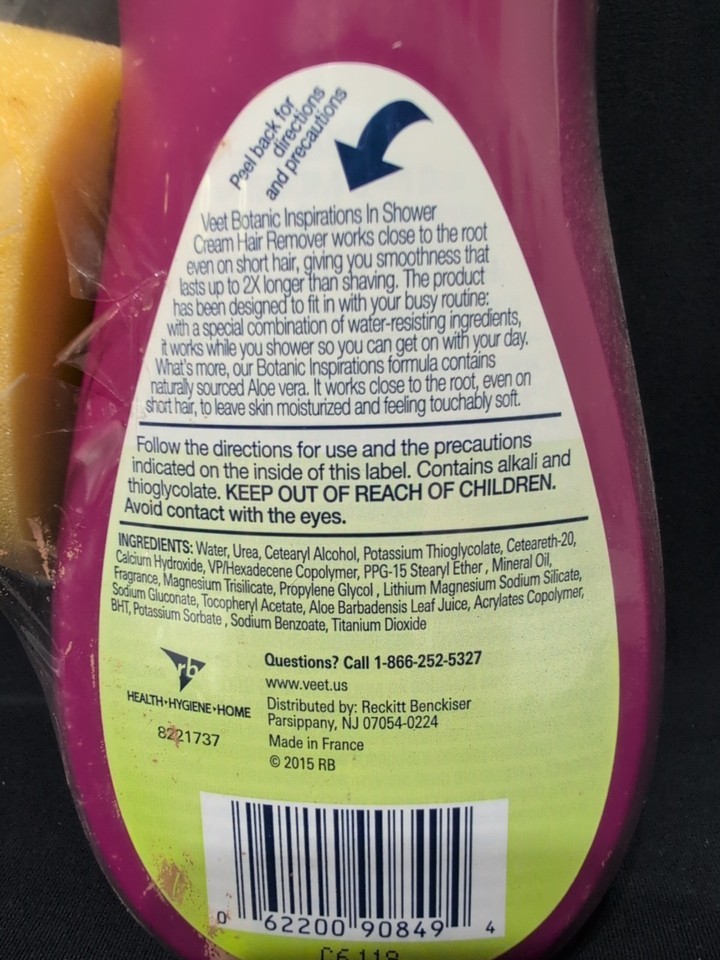 Peel back for
directions
and precautions
Veet Botanic Inspirations In Shower
Cream Hair Remover works close to the root
even on short hair, giving you smoothness that
lasts up to 2X longer than shaving. The product
has been designed to fit in with your busy routine:
with a special combination of water-resisting ingredients,
it works while you shower so you can get on with your day.
What's more, our Botanic Inspirations formula contains
naturally sourced Aloe vera. It works close to the root, even on
short hair, to leave skin moisturized and feeling touchably soft.
Follow the directions for use and the precautions
indicated on the inside of this label. Contains alkali and
thioglycolate. KEEP OUT OF REACH OF CHILDREN.
Avoid contact with the eyes.
INGREDIENTS: Water, Urea, Cetearyl Alcohol, Potassium Thioglycolate, Ceteareth-20,
Calcium Hydroxide, VP/Hexadecene Copolymer, PPG-15 Stearyl Ether , Mineral Oil,
Fragrance, Magnesium Trisilicate, Propylene Glycol , Lithium Magnesium Sodium Silicate,
Sodium Gluconate, Tocopheryl Acetate, Aloe Barbadensis Leaf Juice, Acrylates Copolymer,
BHT, Potassium Sorbate , Sodium Benzoate, Titanium Dioxide
rb
HEALTH•HYGIENE•HOME
8221737
Questions? Call 1-866-252-5327
www.veet.us
Distributed by: Reckitt Benckiser
Parsippany, NJ 07054-0224
Made in France
© 2015 RB
0 62200 90849 4